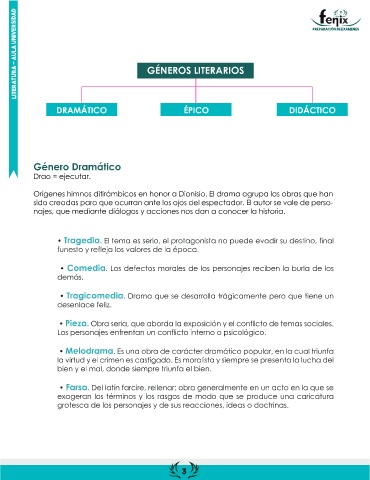 LITERATURA - AULA UNIVERSIDAD
fenix
PREPARACIÓN DE EXÁMENES
GÉNEROS LITERARIOS
DRAMÁTICO
ÉPICO
DIDÁCTICO
Género Dramático
Drao = ejecutar.
Orígenes himnos ditirámbicos en honor a Dionisio. El drama agrupa las obras que han
sido creadas para que ocurran ante los ojos del espectador. El autor se vale de perso-
najes, que mediante diálogos y acciones nos dan a conocer la historia.
• Tragedia. El tema es serio, el protagonista no puede evadir su destino, final
funesto y refleja los valores de la época.
• Comedia. Los defectos morales de los personajes reciben la burla de los
demás.
• Tragicomedia. Drama que se desarrolla trágicamente pero que tiene un
desenlace feliz.
• Pieza. Obra seria, que aborda la exposición y el conflicto de temas sociales.
Los personajes enfrentan un conflicto interno o psicológico.
• Melodrama. Es una obra de carácter dramático popular, en la cual triunfa
la virtud y el crimen es castigado. Es moralista y siempre se presenta la lucha del
bien y el mal, donde siempre triunfa el bien.
• Farsa. Del latín farcire, rellenar; obra generalmente en un acto en la que se
exageran los términos y los rasgos de modo que se produce una caricatura
grotesca de los personajes y de sus reacciones, ideas o doctrinas.
3